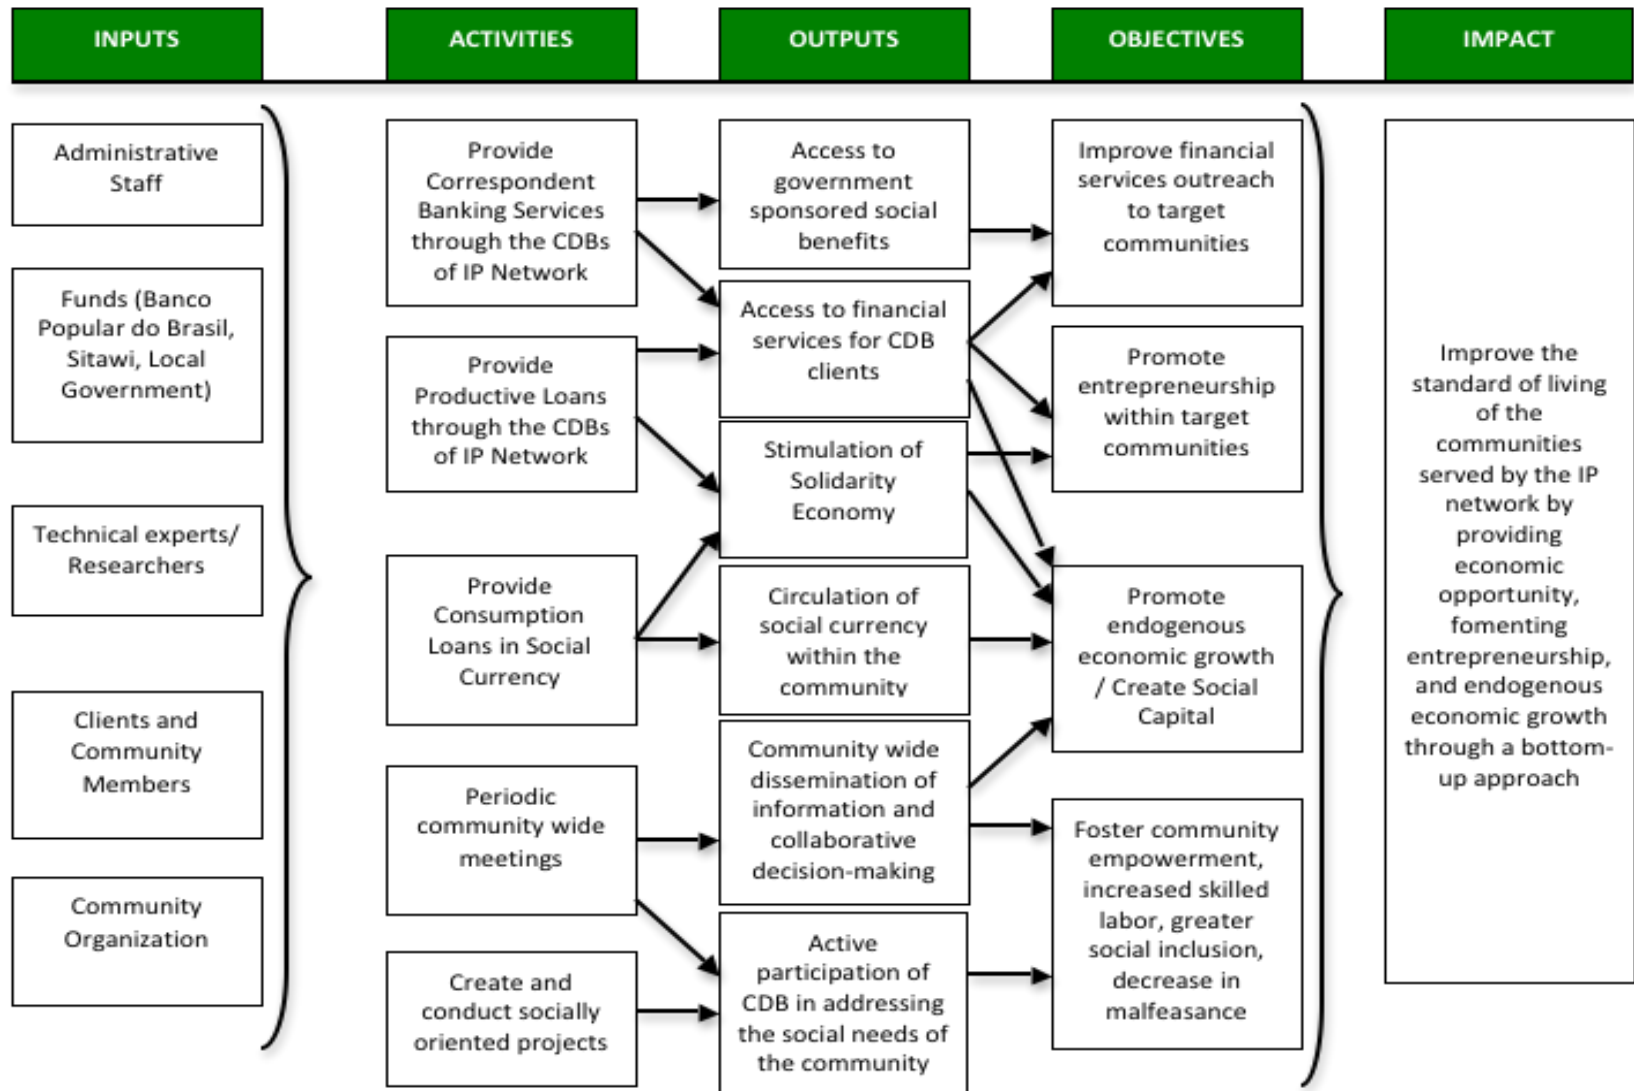 INPUTS
ACTIVITIES
OUTPUTS
OBJECTIVES
IMPACT
Administrative
Staff
Funds (Banco
Popular do Brasil,
Sitawi, Local
Government)
Technical experts/
Researchers
Clients and
Community
Members
Community
Organization
Provide
Correspondent
Banking Services
through the CDBs
of IP Network
Provide
Productive Loans
through the CDBs
of IP Network
Provide
Consumption
Loans in Social
Currency
Periodic
community wide
meetings
Create and
conduct socially
oriented projects
Access to
government
sponsored social
benefits
Access to financial
services for CDB
clients
Stimulation of
Solidarity
Economy
Circulation of
social currency
within the
community
Community wide
dissemination of
information and
collaborative
decision-making
Active
participation of
CDB in addressing
the social needs of
the community
Improve financial
services outreach
to target
communities
Promote
entrepreneurship
within target
communities
Promote
endogenous
economic growth
/ Create Social
Capital
Foster community
empowerment,
increased skilled
labor, greater
social inclusion,
decrease in
malfeasance
Improve the
standard of living
of the
communities
served by the IP
network by
providing
economic
opportunity,
fomenting
entrepreneurship,
and endogenous
economic growth
through a bottom-
up approach